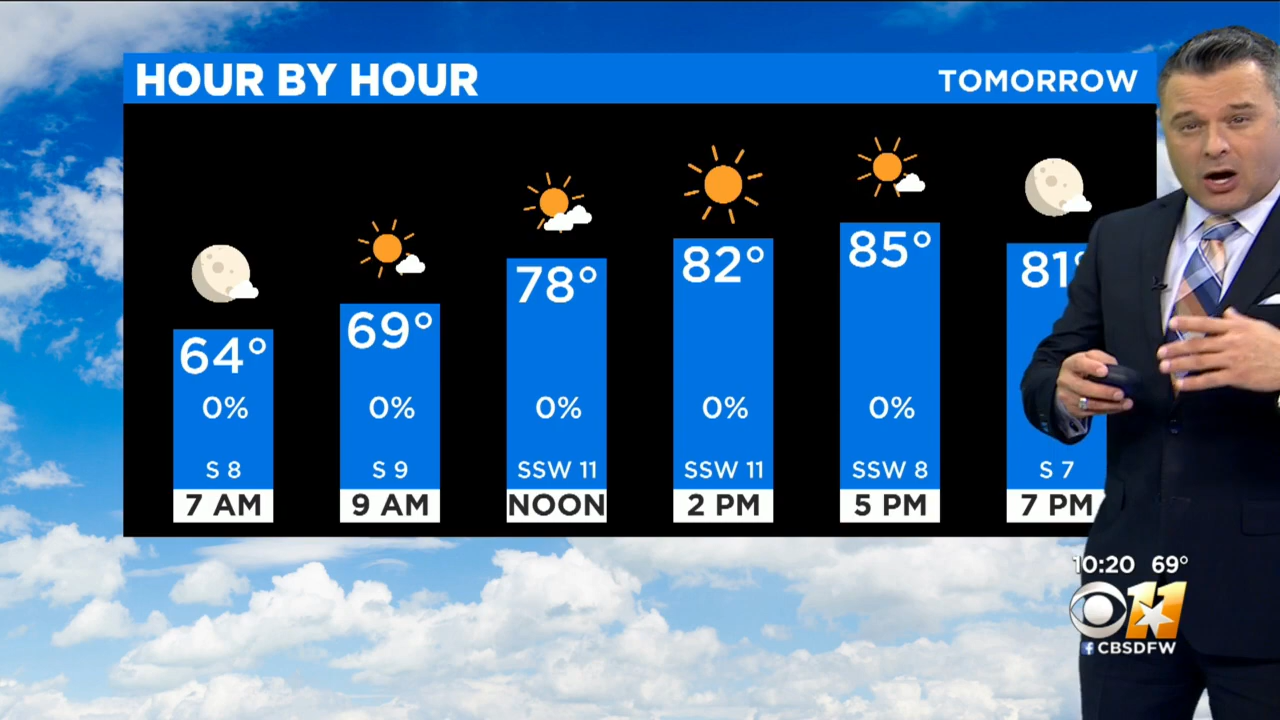 HOUR BY HOUR
TOMORROW
64° 69° 78° 82° 85° 81°
0% 0% 0% 0% 0%
S 8 S 9 SSW 11 SSW 11 SSW 8 S 7
7 AM 9 AM NOON 2 PM 5 PM 7 PM
10:20 69°
11
f CBSDFW